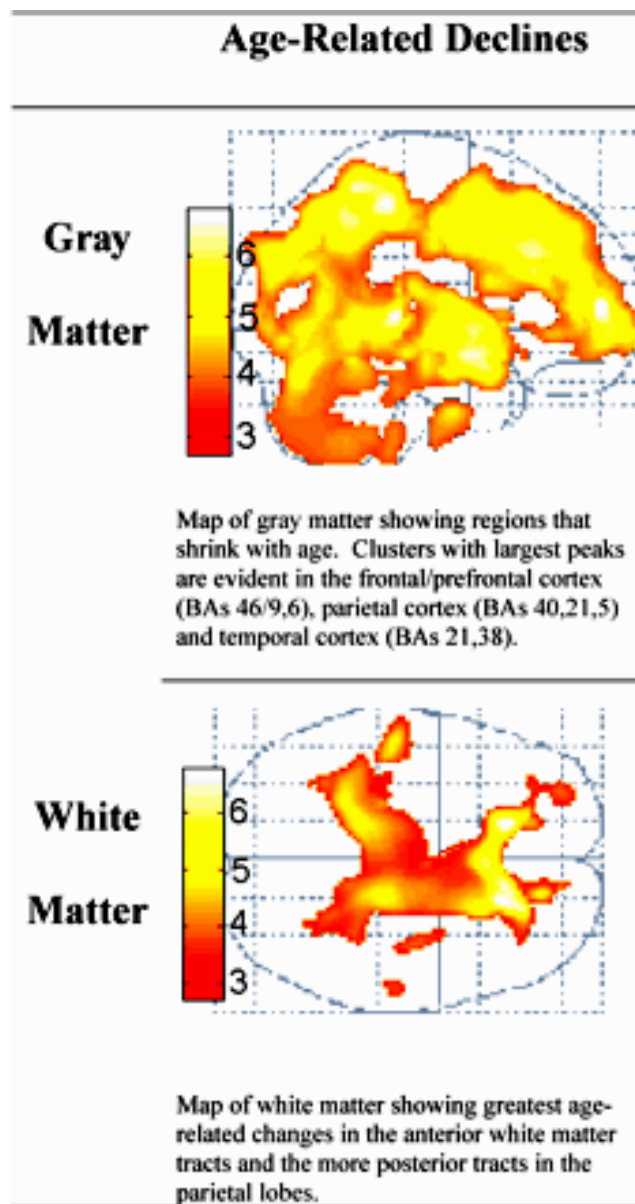 Age-Related Declines
Gray
Matter
6
5
4
3
Map of gray matter showing regions that
shrink with age.  Clusters with largest peaks
are evident in the frontal/prefrontal cortex
(BAs 46/9,6), parietal cortex (BAs 40,21,5)
and temporal cortex (BAs 21,38).
White
Matter
6
5
4
3
Map of white matter showing greatest age-
related changes in the anterior white matter
tracts and the more posterior tracts in the
parietal lobes.